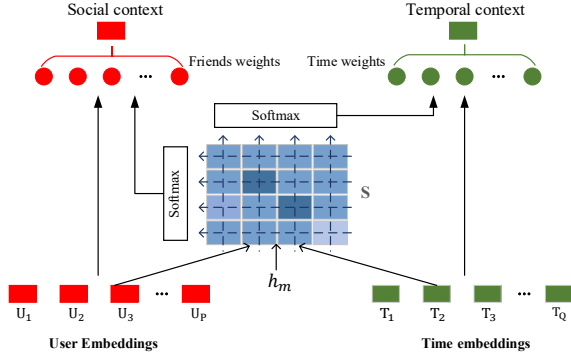 Social context
Temporal context
Friends weights
Time weights
...
...
Softmax
Softmax
S
h_m
U_1 U_2 U_3 ... U_P
T_1 T_2 T_3 ... T_Q
User Embeddings
Time embeddings